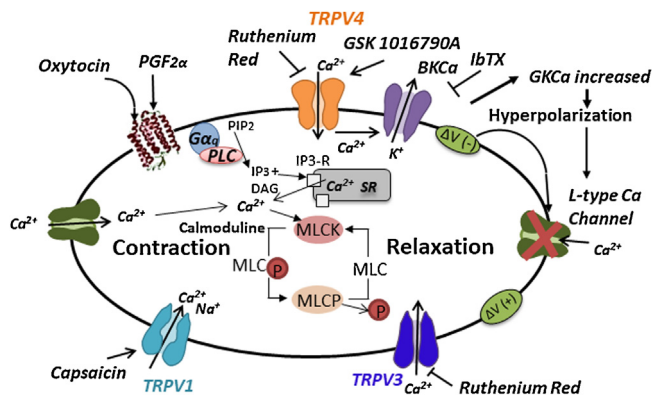 TRPV4
Ruthenium
Red
Ca²⁺
GSK 1016790A
PGF2α
Oxytocin
BKCa
IbTX
GKCa increased
Hyperpolarization
L-type Ca
Channel
Ca²⁺
PIP2
Gαq
PLC
IP3+
DAG
IP3-R
Ca²⁺ SR
Ca²⁺
K⁺
ΔV (-)
Ca²⁺
Ca²⁺
Ca²⁺
Calmoduline
MLCK
Contraction
Relaxation
MLC P
MLC
MLCP
P
ΔV (+)
Ca²⁺
Na⁺
Capsaicin
TRPV1
TRPV3
Ca²⁺
Ruthenium Red